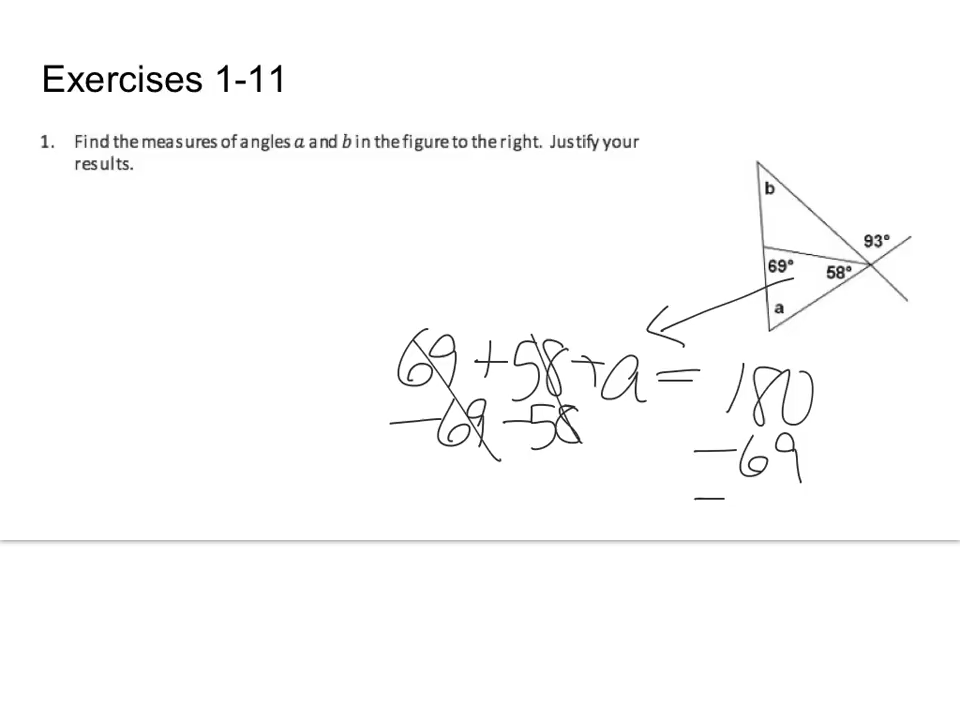 Exercises 1-11
1. Find the measures of angles a and b in the figure to the right. Justify your
results.
b
93°
69°
58°
a
69 + 58 + a = 180
-69 -58
-69
-